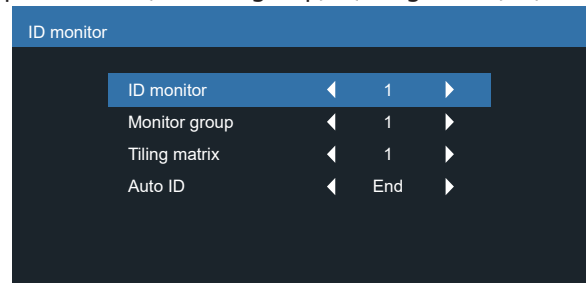 ID monitor
ID monitor 1
Monitor group 1
Tiling matrix 1
Auto ID End